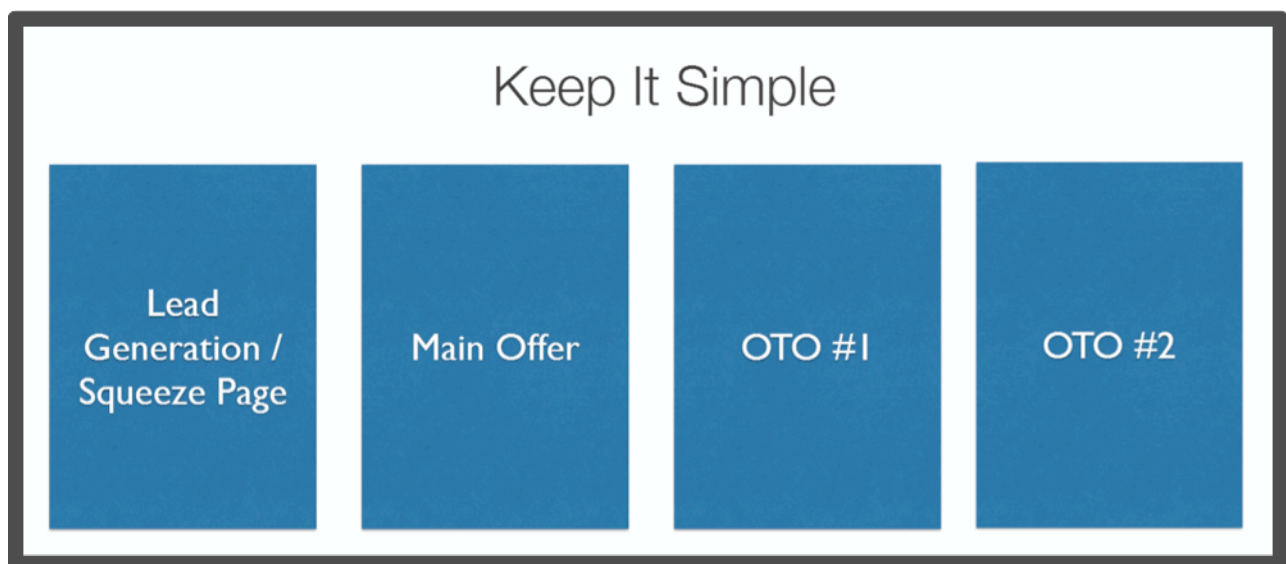 Keep It Simple
Lead
Generation /
Squeeze Page
Main Offer
OTO #1
OTO #2